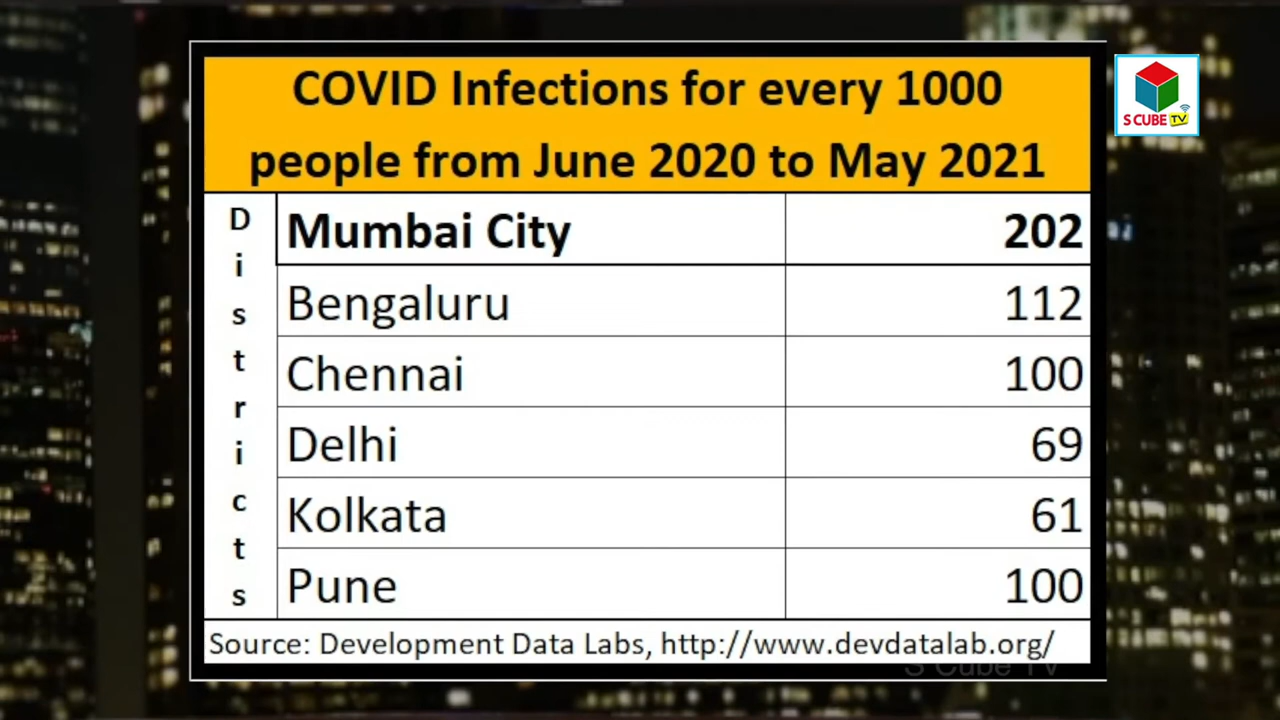 COVID Infections for every 1000
people from June 2020 to May 2021
Districts
Mumbai City 202
Bengaluru 112
Chennai 100
Delhi 69
Kolkata 61
Pune 100
Source: Development Data Labs, http://www.devdatalab.org/
S CUBE TV
S Cube TV